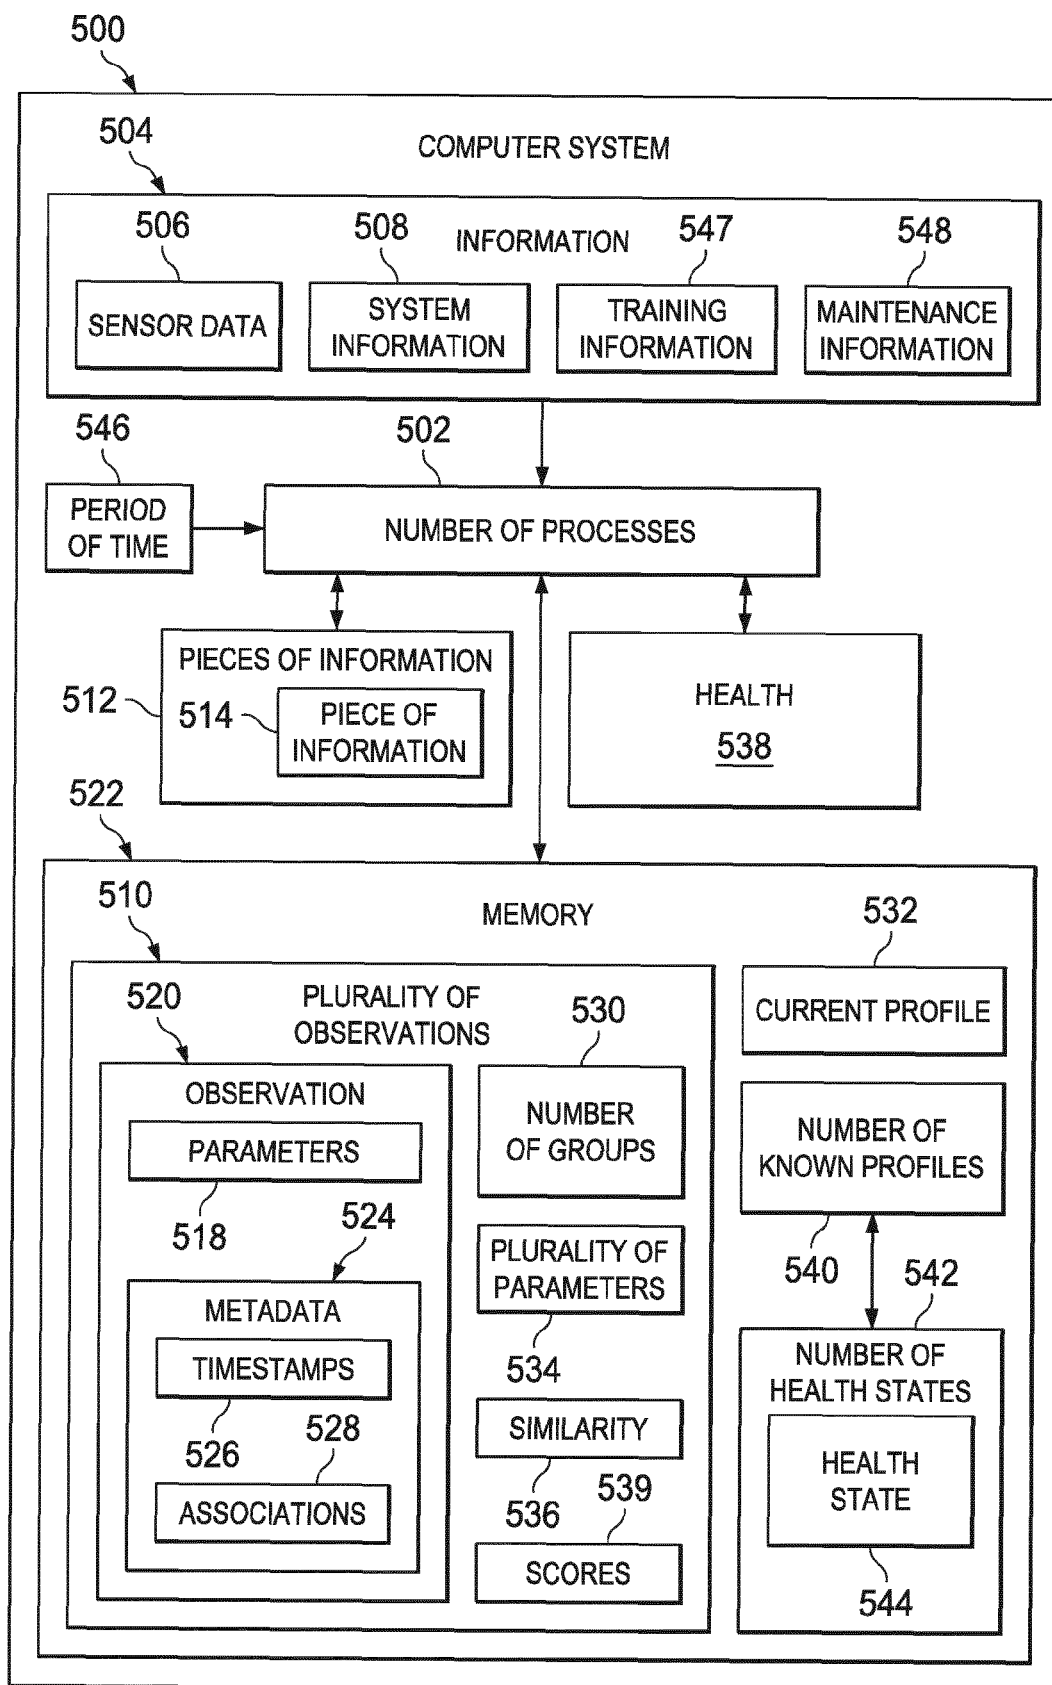 500
COMPUTER SYSTEM
504
INFORMATION
506
508
547
548
SENSOR DATA
SYSTEM
INFORMATION
TRAINING
INFORMATION
MAINTENANCE
INFORMATION
546
502
PERIOD
OF TIME
NUMBER OF PROCESSES
PIECES OF INFORMATION
512
514
PIECE OF
INFORMATION
HEALTH
538
522
MEMORY
510
PLURALITY OF
OBSERVATIONS
520
OBSERVATION
PARAMETERS
518
524
METADATA
TIMESTAMPS
526
528
ASSOCIATIONS
530
NUMBER
OF GROUPS
PLURALITY OF
PARAMETERS
534
SIMILARITY
536
539
SCORES
532
CURRENT PROFILE
NUMBER OF
KNOWN PROFILES
540
542
NUMBER OF
HEALTH STATES
HEALTH
STATE
544